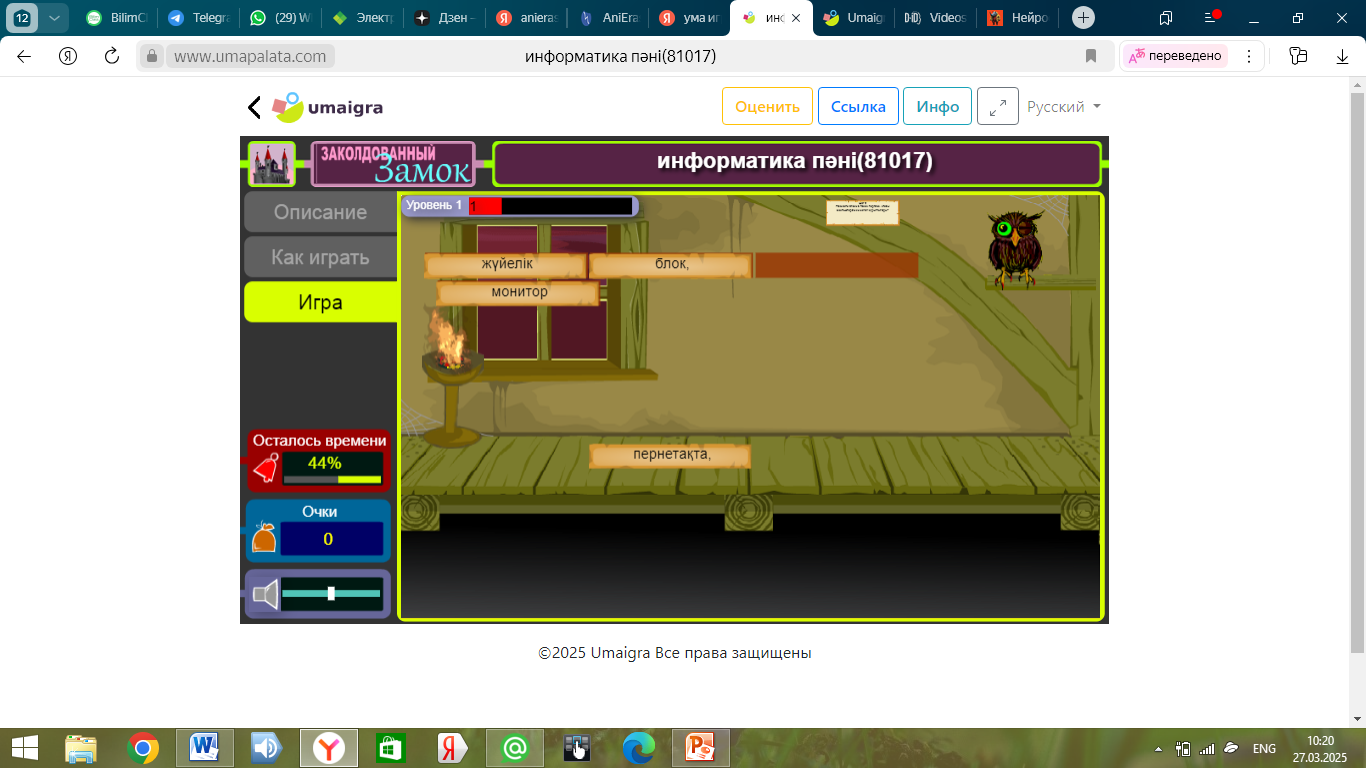 12
BilimCl
Telegra
(29) W
Электр
Дзен –
anieras
AniEra
ума иг
инф
Umaig
Videos
Нейро
www.umapalata.com
информатика пәні(81017)
переведено
umaigra
Оценить
Ссылка
Инфо
Русский
ЗАКОЛДОВАННЫЙ
Замок
информатика пәні(81017)
Описание
Как играть
Игра
Уровень 1
1
жүйелік
блок,
монитор
пернетақта,
Осталось времени
44%
Очки
0
©2025 Umaigra Все права защищены
ENG
10:20
27.03.2025